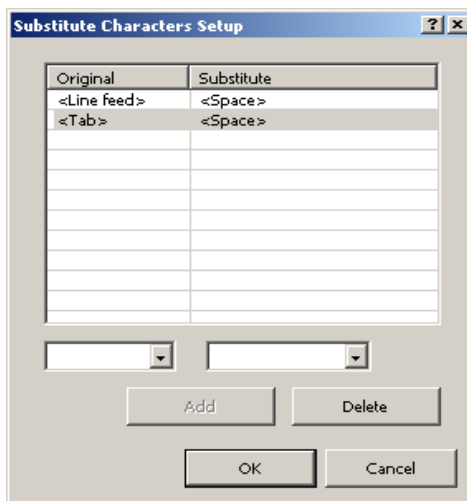 Substitute Characters Setup
Original Substitute
<Line feed> <Space>
<Tab> <Space>
Add Delete
OK Cancel